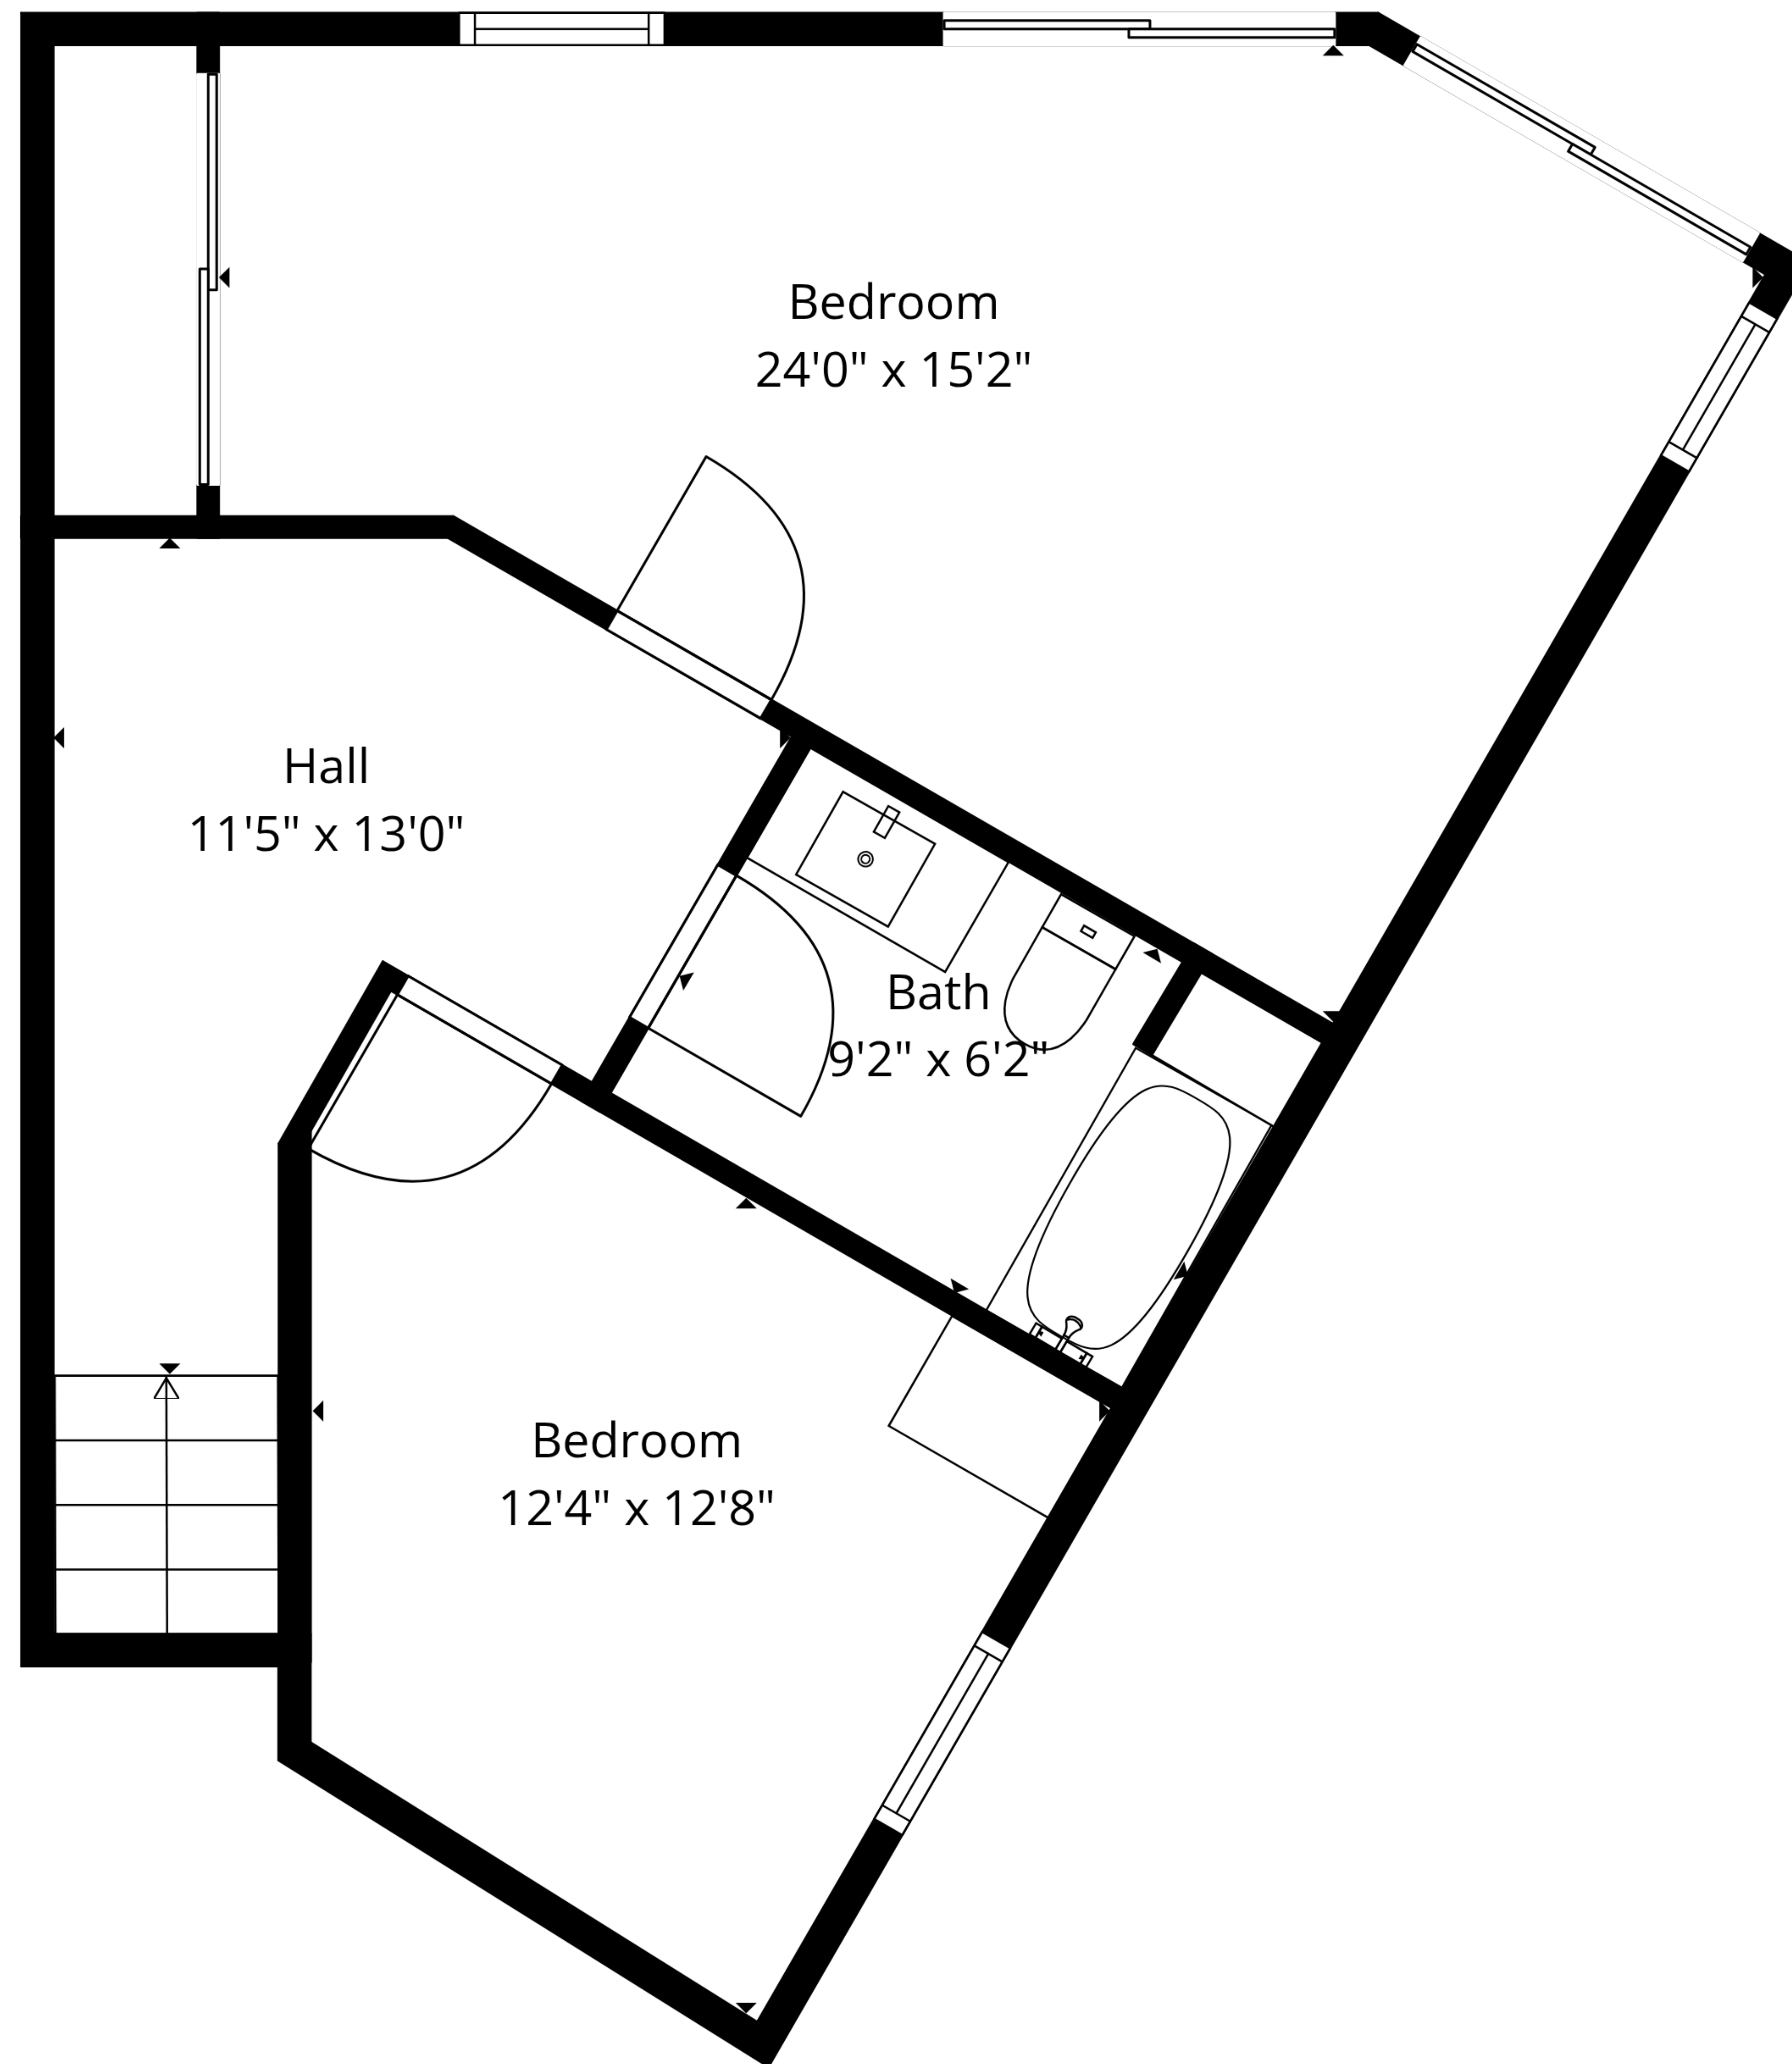 Bedroom
24'0" x 15'2"
Hall
11'5" x 13'0"
Bath
9'2" x 6'2"
Bedroom
12'4" x 12'8"